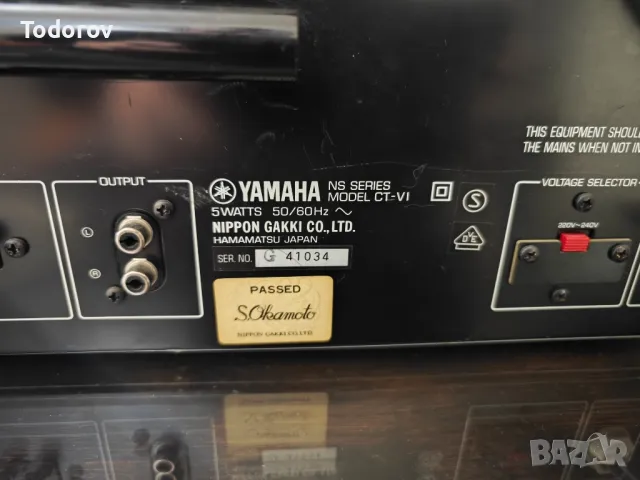 Todorov
THIS EQUIPMENT SHOUL
THE MAINS WHEN NOT IN
OUTPUT
L
R
YAMAHA NS SERIES
MODEL CT-VI
5WATTS 50/60Hz
NIPPON GAKKI CO.,LTD.
HAMAMATSU JAPAN
SER. NO. G 41034
S
DVE
VOLTAGE SELECTOR
220V~240V
PASSED
S.Okamoto
NIPPON GAKKI CO.LTD.
BAZAR